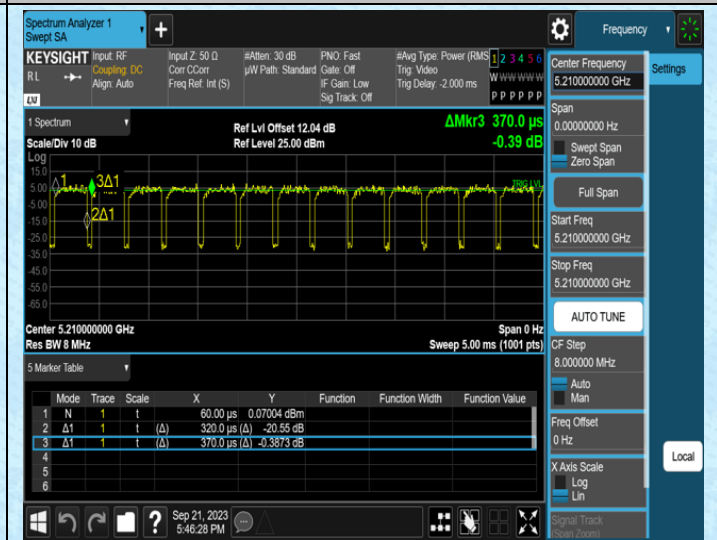 Spectrum Analyzer 1
Swept SA
+
Frequency
KEYSIGHT Input: RF Input Z: 50 Ω #Atten: 30 dB PNO: Fast #Avg Type: Power (RMS 1 2 3 4 5 6
RL Coupling: DC Corr CCorr µW Path: Standard Gate: Off Trig: Video W W W W W W
Align: Auto Freq Ref: Int (S) IF Gain: Low Trig Delay: -2.000 ms
Sig Track: Off P P P P P P
LXI
1 Spectrum
Ref Lvl Offset 12.04 dB ΔMkr3 370.0 µs
Scale/Div 10 dB Ref Level 25.00 dBm -0.39 dB
Log
15.0
5.00 1 3Δ1 TRIG LVL
-5.00
-15.0 2Δ1
-25.0
-35.0
-45.0
-55.0
-65.0
Center 5.210000000 GHz Span 0 Hz
Res BW 8 MHz Sweep 5.00 ms (1001 pts)
5 Marker Table
Mode Trace Scale X Y Function Function Width Function Value
1 N 1 t 60.00 µs 0.07004 dBm
2 Δ1 1 t (Δ) 320.0 µs (Δ) -20.55 dB
3 Δ1 1 t (Δ) 370.0 µs (Δ) -0.3873 dB
4
5
6
Sep 21, 2023
5:46:28 PM
Center Frequency
5.210000000 GHz
Settings
Span
0.00000000 Hz
Swept Span
Zero Span
Full Span
Start Freq
5.210000000 GHz
Stop Freq
5.210000000 GHz
AUTO TUNE
CF Step
8.000000 MHz
Auto
Man
Freq Offset
0 Hz
Local
X Axis Scale
Log
Lin
Signal Track
(Span Zoom)